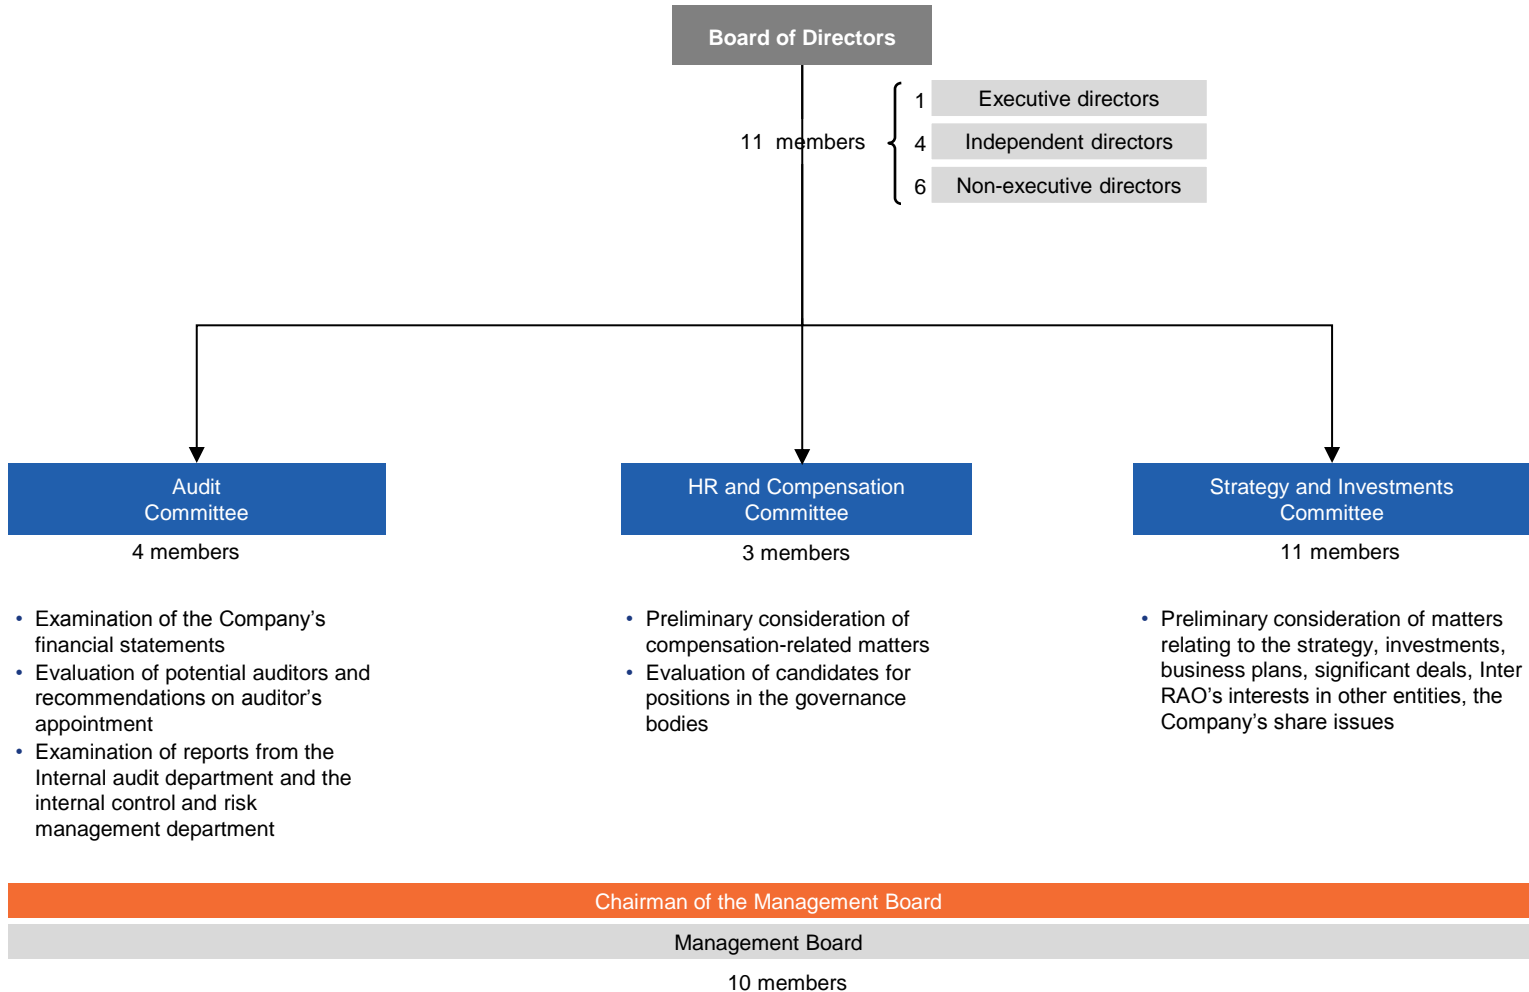 Board of Directors
1 Executive directors
11 members
4 Independent directors
6 Non-executive directors
Audit
Committee
4 members
• Examination of the Company’s
financial statements
• Evaluation of potential auditors and
recommendations on auditor’s
appointment
• Examination of reports from the
Internal audit department and the
internal control and risk
management department
HR and Compensation
Committee
3 members
• Preliminary consideration of
compensation-related matters
• Evaluation of candidates for
positions in the governance
bodies
Strategy and Investments
Committee
11 members
• Preliminary consideration of matters
relating to the strategy, investments,
business plans, significant deals, Inter
RAO’s interests in other entities, the
Company’s share issues
Chairman of the Management Board
Management Board
10 members